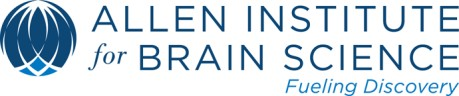 ALLEN INSTITUTE
for BRAIN SCIENCE
Fueling Discovery